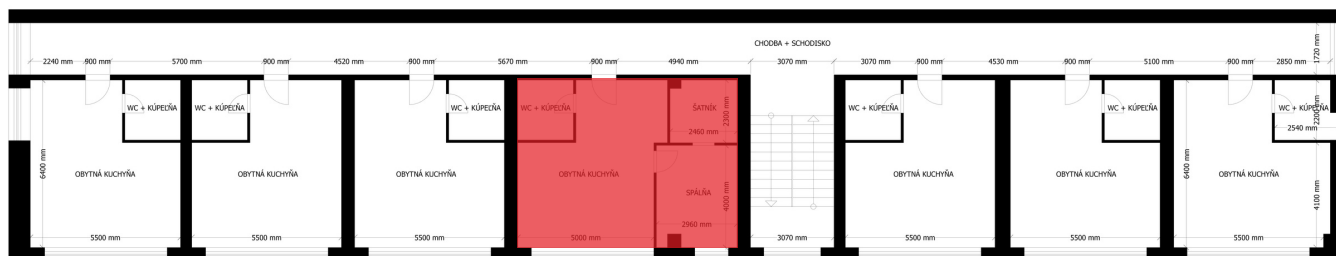 CHODBA + SCHODISKO
1720 mm
2240 mm
900 mm
5700 mm
900 mm
4520 mm
900 mm
5670 mm
900 mm
4990 mm
3070 mm
3070 mm
900 mm
4530 mm
900 mm
5100 mm
900 mm
2850 mm
WC + KÚPEĽŇA
WC + KÚPEĽŇA
WC + KÚPEĽŇA
WC + KÚPEĽŇA
ŠATNÍK
2300 mm
2460 mm
WC + KÚPEĽŇA
WC + KÚPEĽŇA
WC + KÚPEĽŇA
2200 mm
2540 mm
6400 mm
OBYTNÁ KUCHYŇA
OBYTNÁ KUCHYŇA
OBYTNÁ KUCHYŇA
OBYTNÁ KUCHYŇA
SPÁLŇA
4000 mm
2960 mm
OBYTNÁ KUCHYŇA
OBYTNÁ KUCHYŇA
6400 mm
OBYTNÁ KUCHYŇA
4100 mm
5500 mm
5500 mm
5500 mm
5000 mm
3070 mm
5500 mm
5500 mm
5500 mm